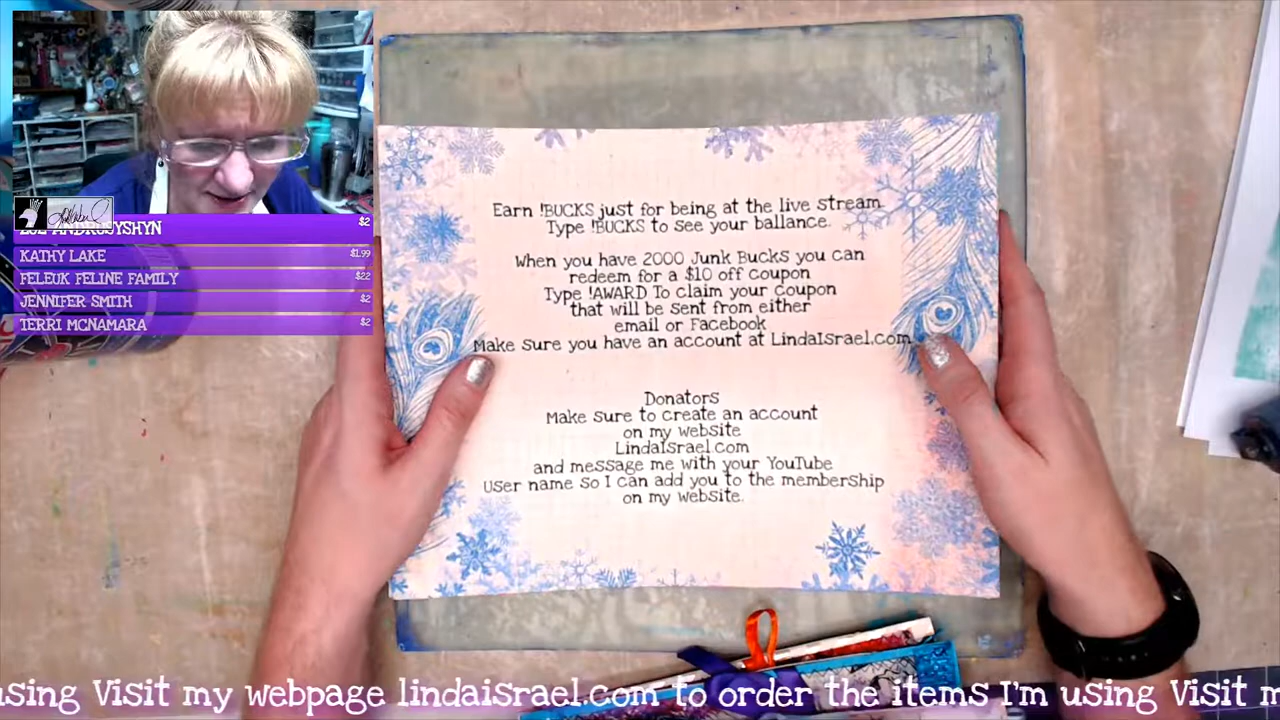 $2
KATHY LAKE $1.99
FELEUK FELINE FAMILY $22
JENNIFER SMITH $2
TERRI MCNAMARA $2
Earn !BUCKS just for being at the live stream
Type !BUCKS to see your ballance.
When you have 2000 Junk Bucks you can
redeem for a $10 off coupon
Type !AWARD To claim your coupon
that will be sent from either
email or Facebook
Make sure you have an account at LindaIsrael.com
Donators
Make sure to create an account
on my website
LindaIsrael.com
and message me with your YouTube
User name so I can add you to the membership
on my website.
using Visit my webpage lindaisrael.com to order the items I'm using Visit m